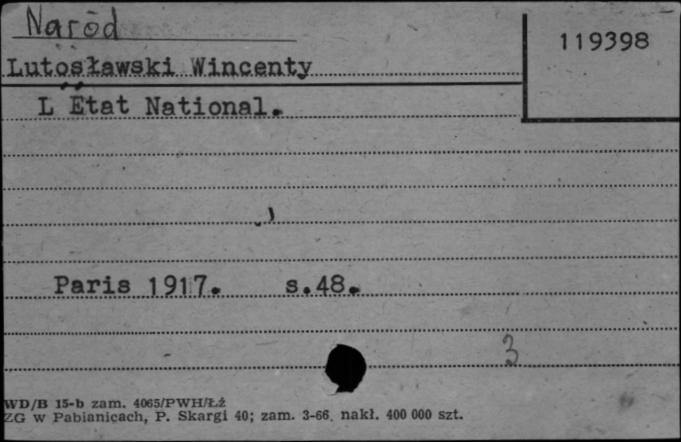 Naród
119398
Lutosławski Wincenty
L Etat National.
Paris 1917. s.48.
3
WD/B 15-b zam. 4065/PWH/Łż
ZG w Pabianicach, P. Skargi 40; zam. 3-66, nakł. 400 000 szt.